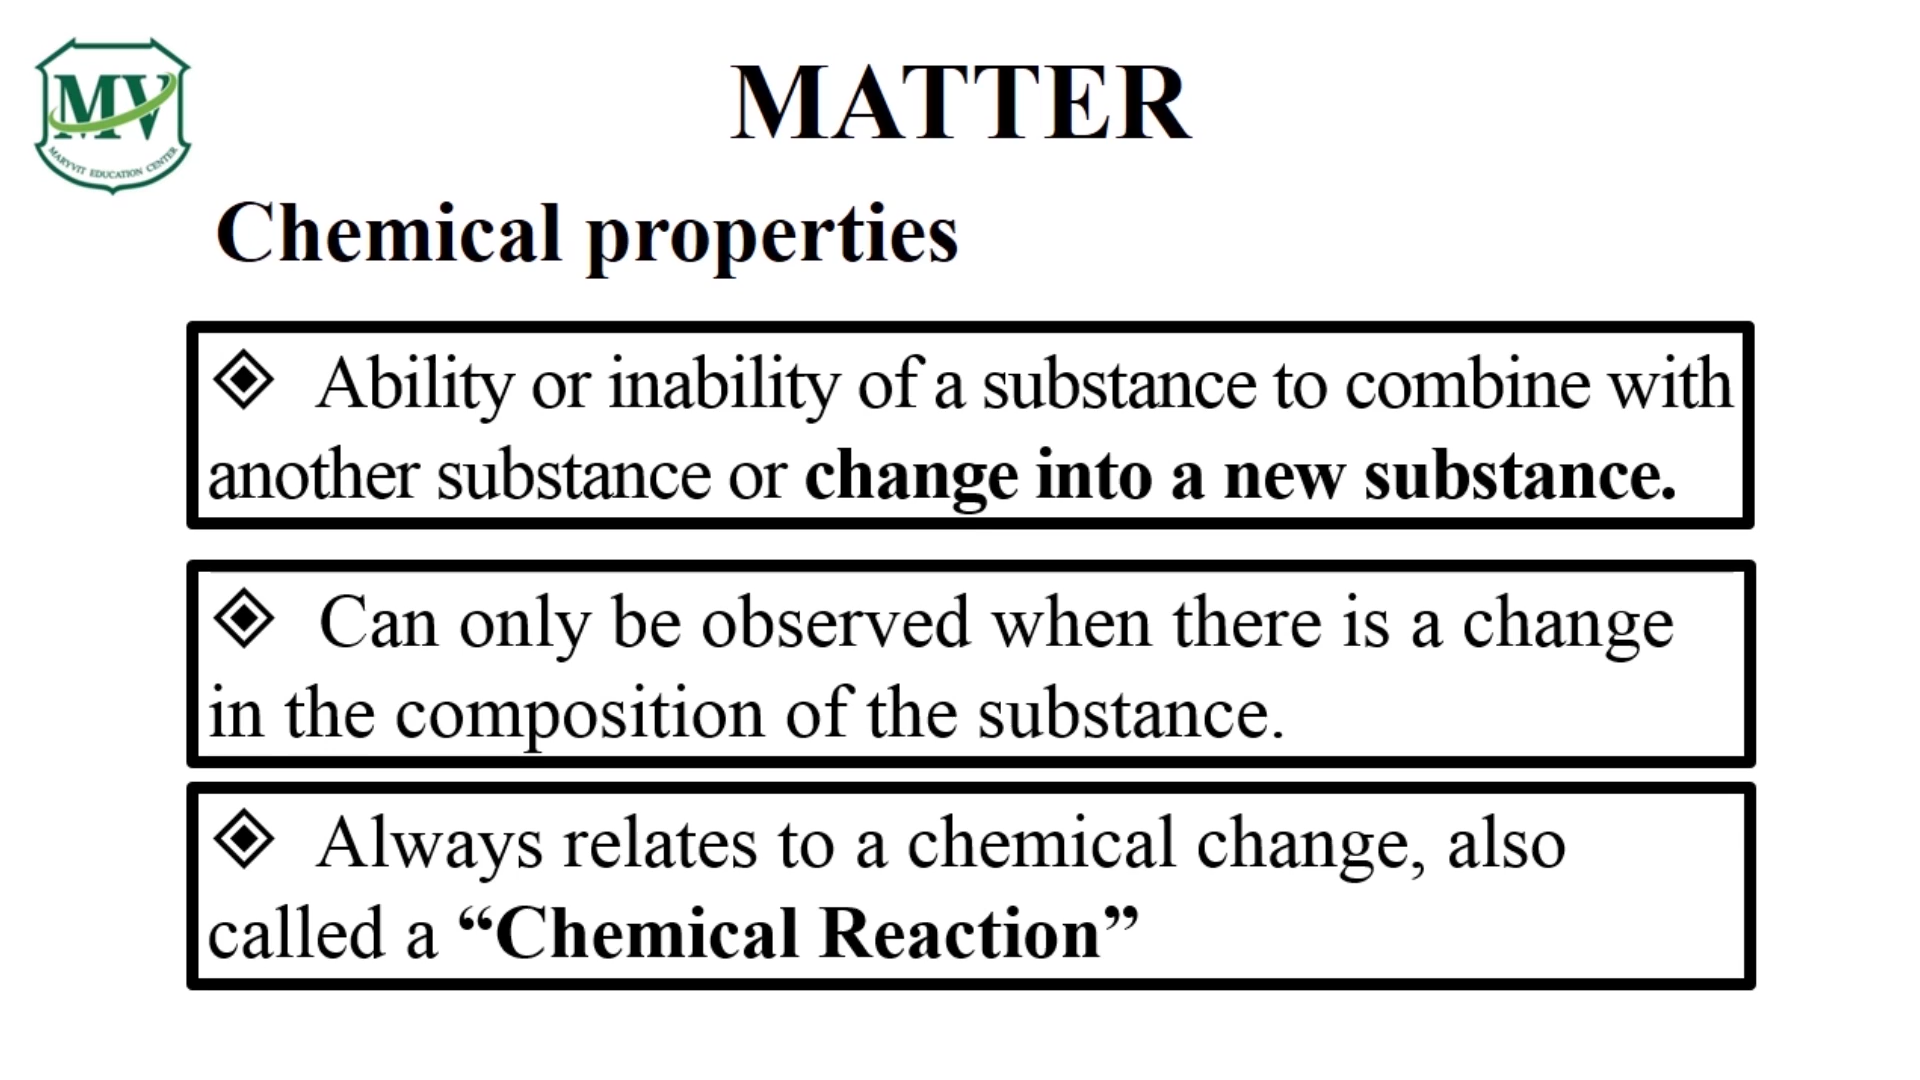 MV
MARYVIT EDUCATION CENTER
MATTER
Chemical properties
Ability or inability of a substance to combine with
another substance or change into a new substance.
Can only be observed when there is a change
in the composition of the substance.
Always relates to a chemical change, also
called a “Chemical Reaction”